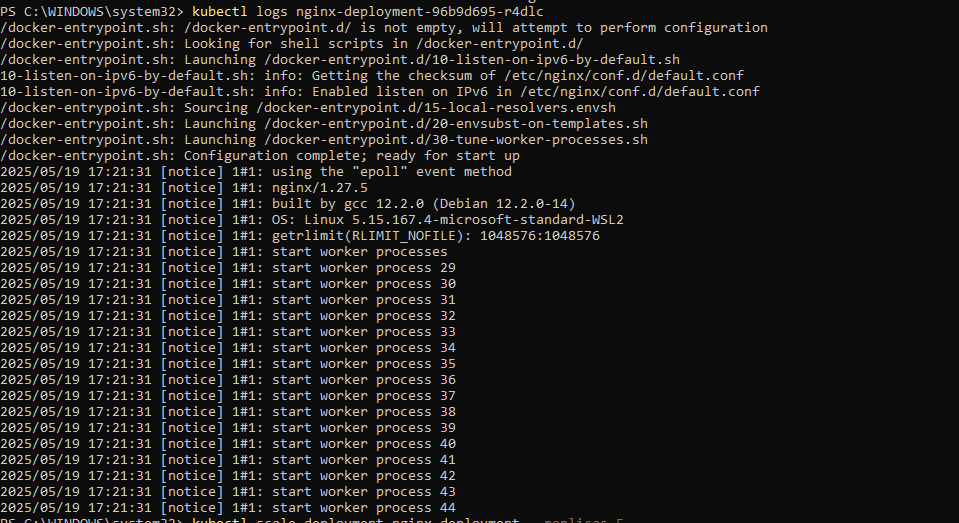 PS C:\WINDOWS\system32> kubectl logs nginx-deployment-96b9d695-r4dlc
/docker-entrypoint.sh: /docker-entrypoint.d/ is not empty, will attempt to perform configuration
/docker-entrypoint.sh: Looking for shell scripts in /docker-entrypoint.d/
/docker-entrypoint.sh: Launching /docker-entrypoint.d/10-listen-on-ipv6-by-default.sh
10-listen-on-ipv6-by-default.sh: info: Getting the checksum of /etc/nginx/conf.d/default.conf
10-listen-on-ipv6-by-default.sh: info: Enabled listen on IPv6 in /etc/nginx/conf.d/default.conf
/docker-entrypoint.sh: Sourcing /docker-entrypoint.d/15-local-resolvers.envsh
/docker-entrypoint.sh: Launching /docker-entrypoint.d/20-envsubst-on-templates.sh
/docker-entrypoint.sh: Launching /docker-entrypoint.d/30-tune-worker-processes.sh
/docker-entrypoint.sh: Configuration complete; ready for start up
2025/05/19 17:21:31 [notice] 1#1: using the "epoll" event method
2025/05/19 17:21:31 [notice] 1#1: nginx/1.27.5
2025/05/19 17:21:31 [notice] 1#1: built by gcc 12.2.0 (Debian 12.2.0-14)
2025/05/19 17:21:31 [notice] 1#1: OS: Linux 5.15.167.4-microsoft-standard-WSL2
2025/05/19 17:21:31 [notice] 1#1: getrlimit(RLIMIT_NOFILE): 1048576:1048576
2025/05/19 17:21:31 [notice] 1#1: start worker processes
2025/05/19 17:21:31 [notice] 1#1: start worker process 29
2025/05/19 17:21:31 [notice] 1#1: start worker process 30
2025/05/19 17:21:31 [notice] 1#1: start worker process 31
2025/05/19 17:21:31 [notice] 1#1: start worker process 32
2025/05/19 17:21:31 [notice] 1#1: start worker process 33
2025/05/19 17:21:31 [notice] 1#1: start worker process 34
2025/05/19 17:21:31 [notice] 1#1: start worker process 35
2025/05/19 17:21:31 [notice] 1#1: start worker process 36
2025/05/19 17:21:31 [notice] 1#1: start worker process 37
2025/05/19 17:21:31 [notice] 1#1: start worker process 38
2025/05/19 17:21:31 [notice] 1#1: start worker process 39
2025/05/19 17:21:31 [notice] 1#1: start worker process 40
2025/05/19 17:21:31 [notice] 1#1: start worker process 41
2025/05/19 17:21:31 [notice] 1#1: start worker process 42
2025/05/19 17:21:31 [notice] 1#1: start worker process 43
2025/05/19 17:21:31 [notice] 1#1: start worker process 44
PS C:\WINDOWS\system32> kubectl scale deployment nginx-deployment